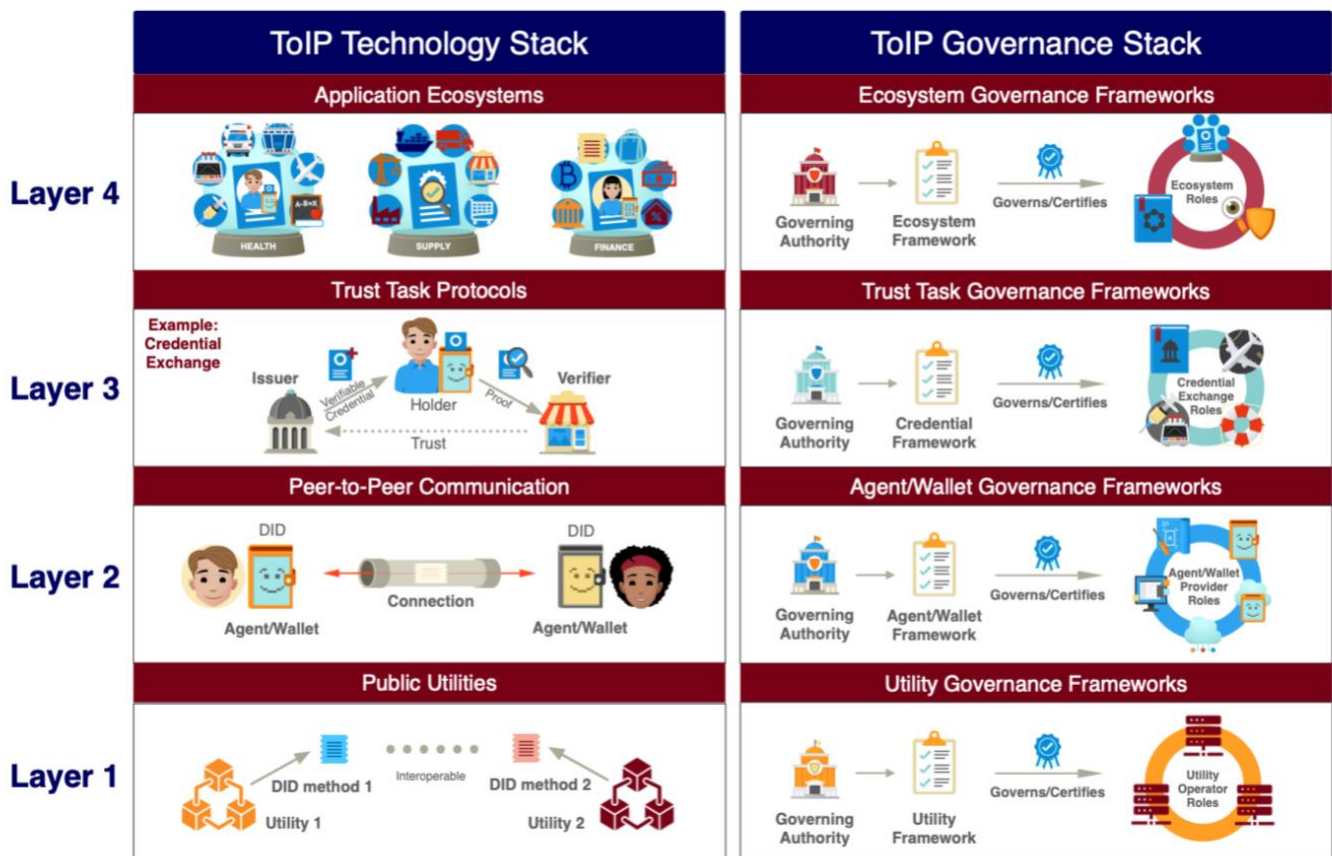 ToIP Technology Stack
ToIP Governance Stack
Layer 4
Application Ecosystems
A-B=X
HEALTH
SUPPLY
FINANCE
Ecosystem Governance Frameworks
Governing
Authority
Ecosystem
Framework
Governs/Certifies
Ecosystem
Roles
Layer 3
Trust Task Protocols
Example:
Credential
Exchange
Issuer
Verifiable
Credential
Holder
Proof
Verifier
Trust
Trust Task Governance Frameworks
Governing
Authority
Credential
Framework
Governs/Certifies
Credential
Exchange
Roles
Layer 2
Peer-to-Peer Communication
DID
Agent/Wallet
Connection
DID
Agent/Wallet
Agent/Wallet Governance Frameworks
Governing
Authority
Agent/Wallet
Framework
Governs/Certifies
Agent/Wallet
Provider
Roles
Layer 1
Public Utilities
DID method 1
Utility 1
Interoperable
DID method 2
Utility 2
Utility Governance Frameworks
Governing
Authority
Utility
Framework
Governs/Certifies
Utility
Operator
Roles